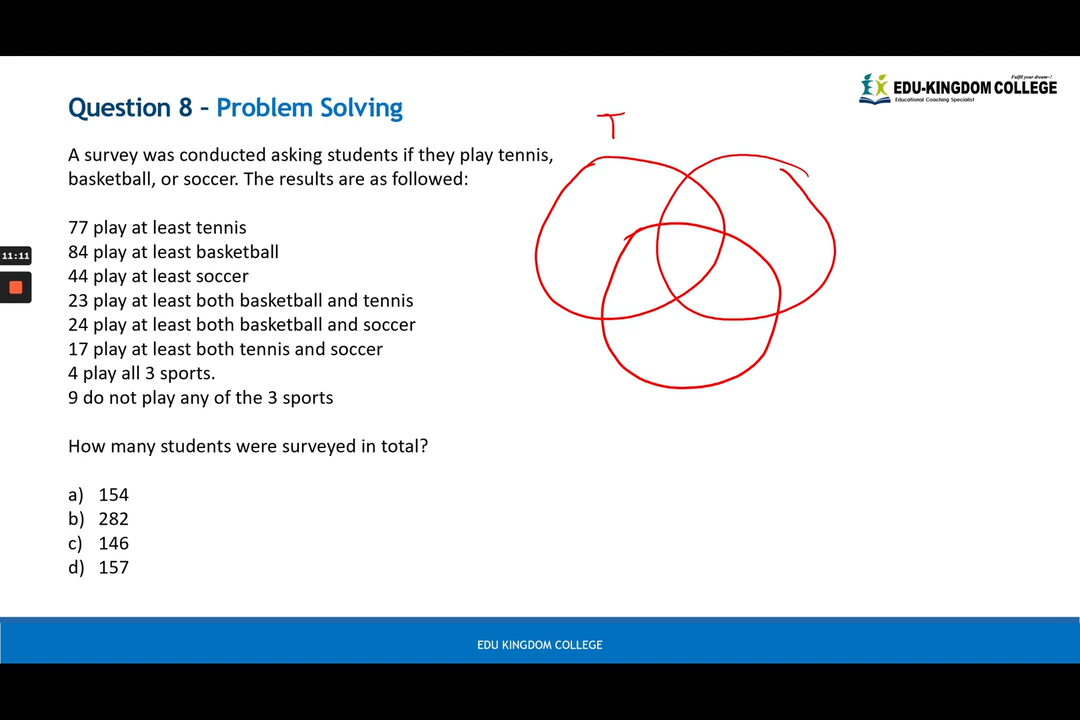 Fulfil your dream~!
EDU-KINGDOM COLLEGE
Educational Coaching Specialist
Question 8 – Problem Solving
T
A survey was conducted asking students if they play tennis,
basketball, or soccer. The results are as followed:
77 play at least tennis
84 play at least basketball
11:11
44 play at least soccer
23 play at least both basketball and tennis
24 play at least both basketball and soccer
17 play at least both tennis and soccer
4 play all 3 sports.
9 do not play any of the 3 sports
How many students were surveyed in total?
a) 154
b) 282
c) 146
d) 157
EDU KINGDOM COLLEGE